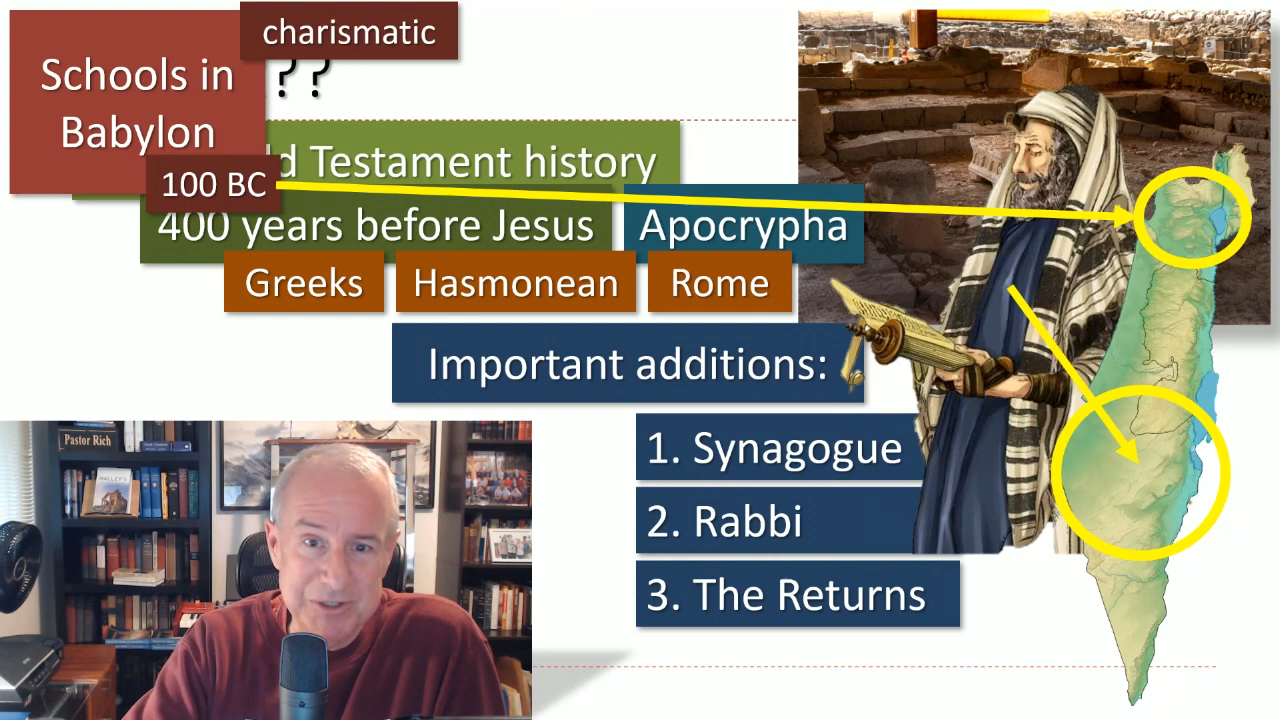 charismatic
Schools in
Babylon
??
d Testament history
100 BC
400 years before Jesus
Apocrypha
Greeks
Hasmonean
Rome
Important additions:
1. Synagogue
2. Rabbi
3. The Returns
Pastor Rich
HALLEY'S